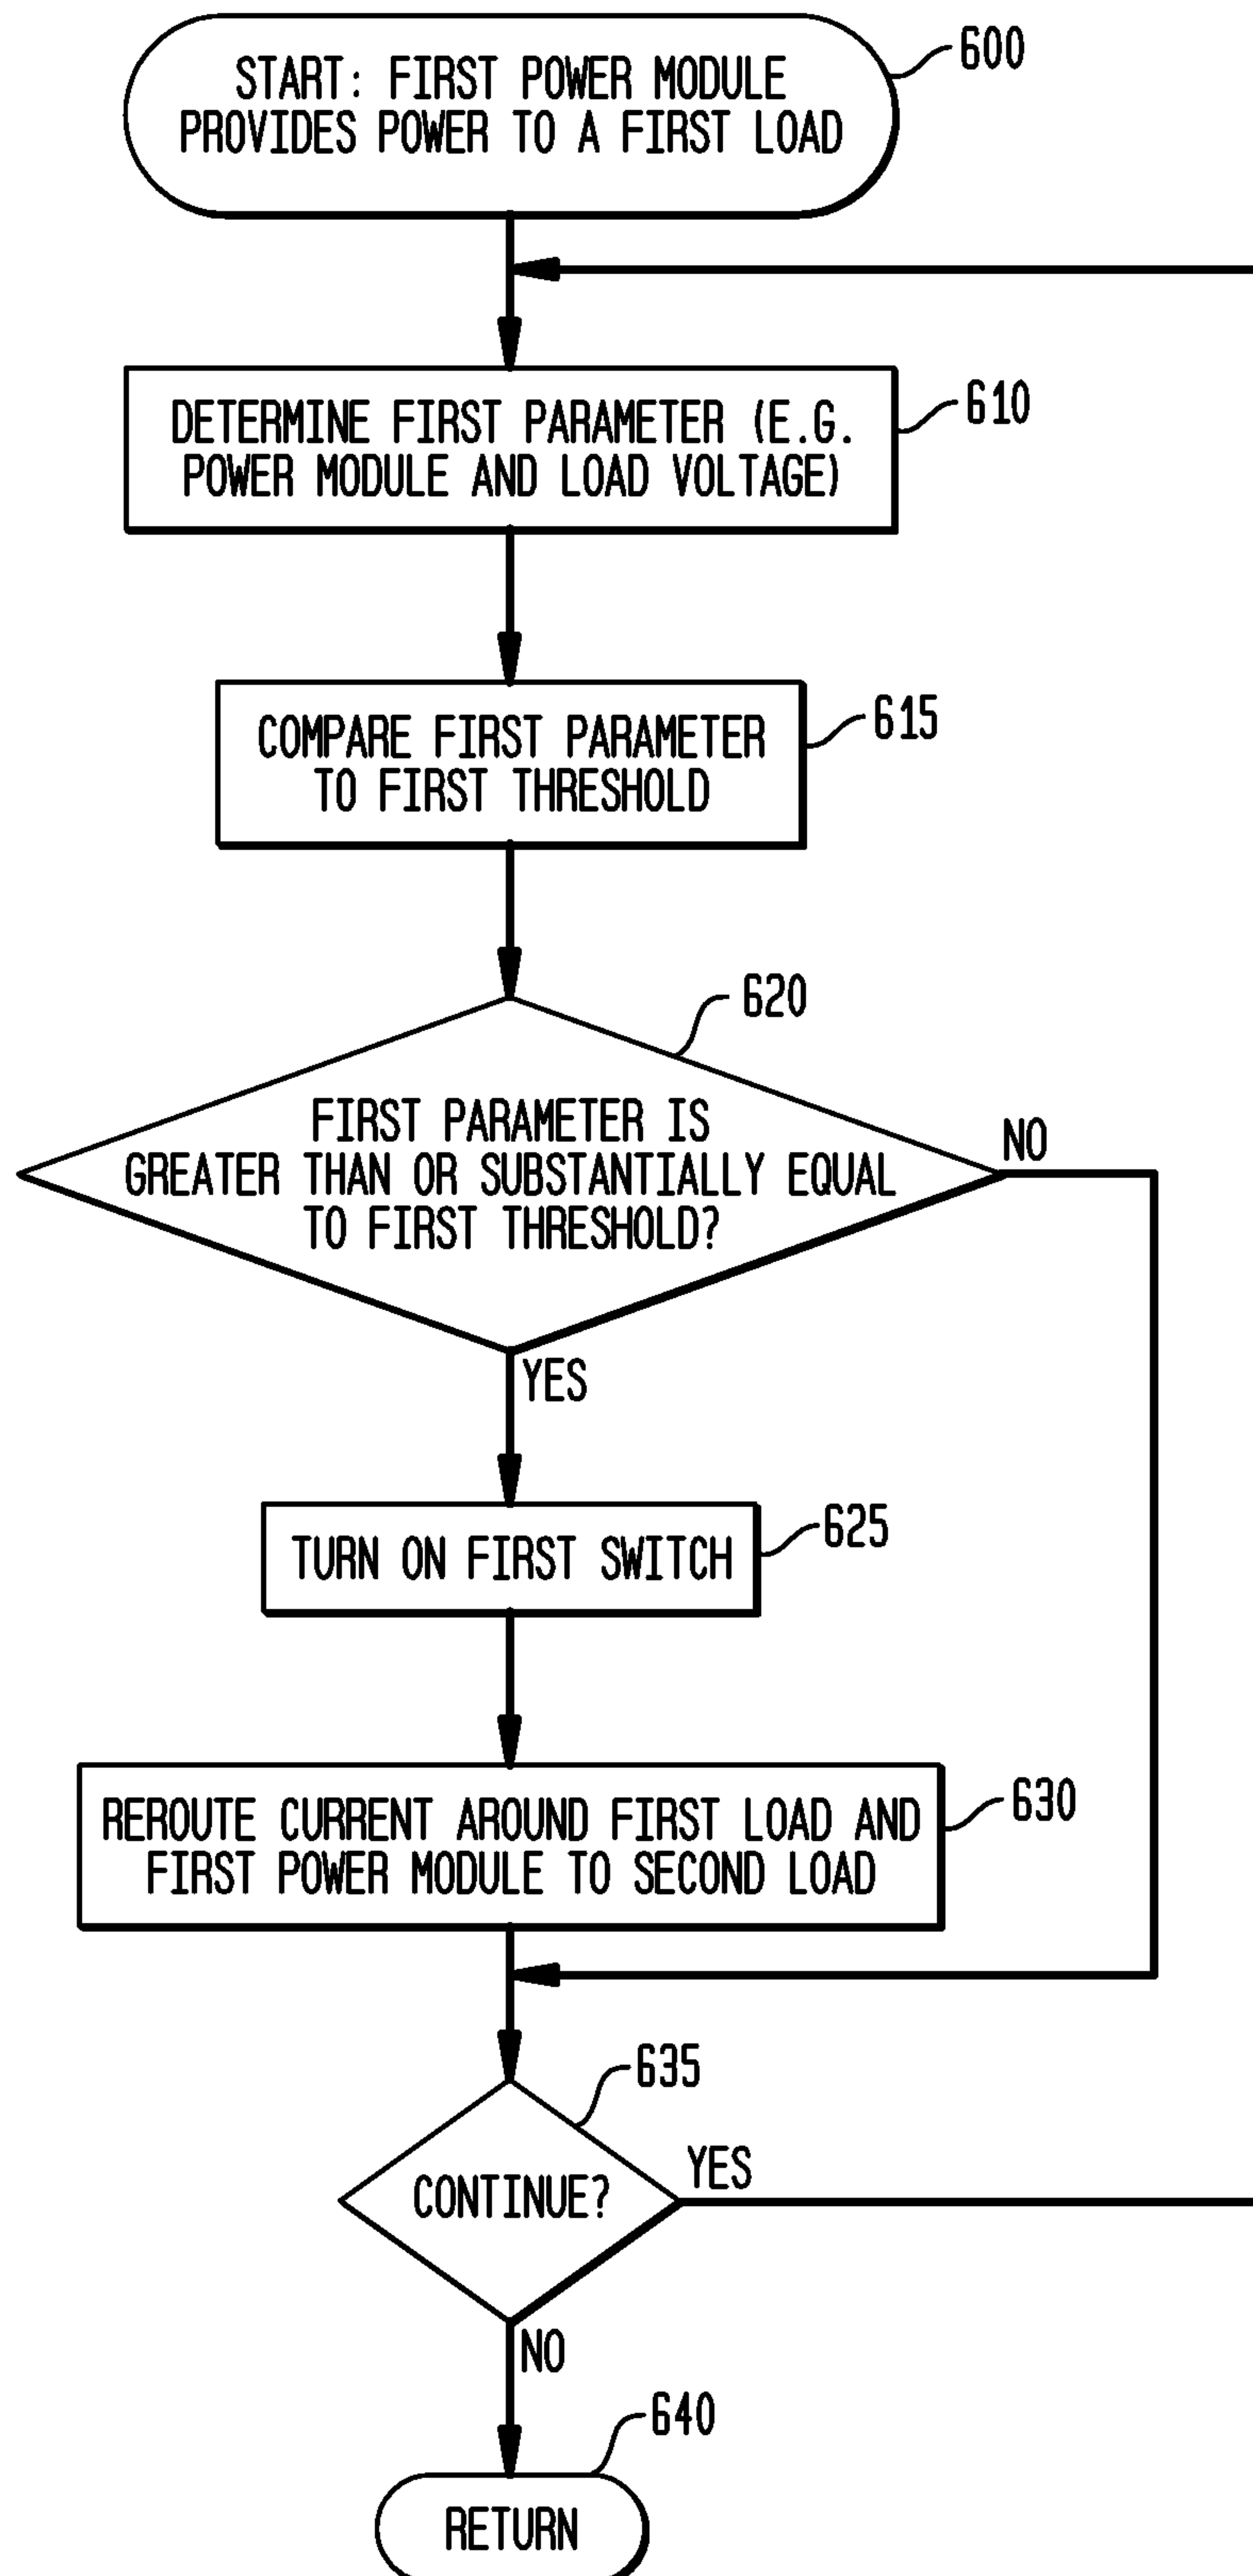 START: FIRST POWER MODULE
PROVIDES POWER TO A FIRST LOAD
600
DETERMINE FIRST PARAMETER (E.G.
POWER MODULE AND LOAD VOLTAGE)
610
COMPARE FIRST PARAMETER
TO FIRST THRESHOLD
615
620
FIRST PARAMETER IS
GREATER THAN OR SUBSTANTIALLY EQUAL
TO FIRST THRESHOLD?
NO
YES
TURN ON FIRST SWITCH
625
REROUTE CURRENT AROUND FIRST LOAD AND
FIRST POWER MODULE TO SECOND LOAD
630
635
CONTINUE?
YES
NO
640
RETURN